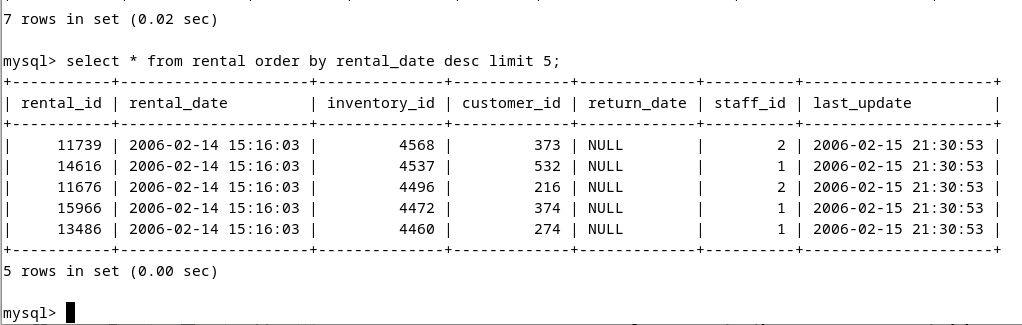 7 rows in set (0.02 sec)
mysql> select * from rental order by rental_date desc limit 5;
+-----------+---------------------+--------------+-------------+-------------+----------+---------------------+
| rental_id | rental_date         | inventory_id | customer_id | return_date | staff_id | last_update         |
+-----------+---------------------+--------------+-------------+-------------+----------+---------------------+
|     11739 | 2006-02-14 15:16:03 |         4568 |         373 | NULL        |        2 | 2006-02-15 21:30:53 |
|     14616 | 2006-02-14 15:16:03 |         4537 |         532 | NULL        |        1 | 2006-02-15 21:30:53 |
|     11676 | 2006-02-14 15:16:03 |         4496 |         216 | NULL        |        2 | 2006-02-15 21:30:53 |
|     15966 | 2006-02-14 15:16:03 |         4472 |         374 | NULL        |        1 | 2006-02-15 21:30:53 |
|     13486 | 2006-02-14 15:16:03 |         4460 |         274 | NULL        |        1 | 2006-02-15 21:30:53 |
+-----------+---------------------+--------------+-------------+-------------+----------+---------------------+
5 rows in set (0.00 sec)
mysql>